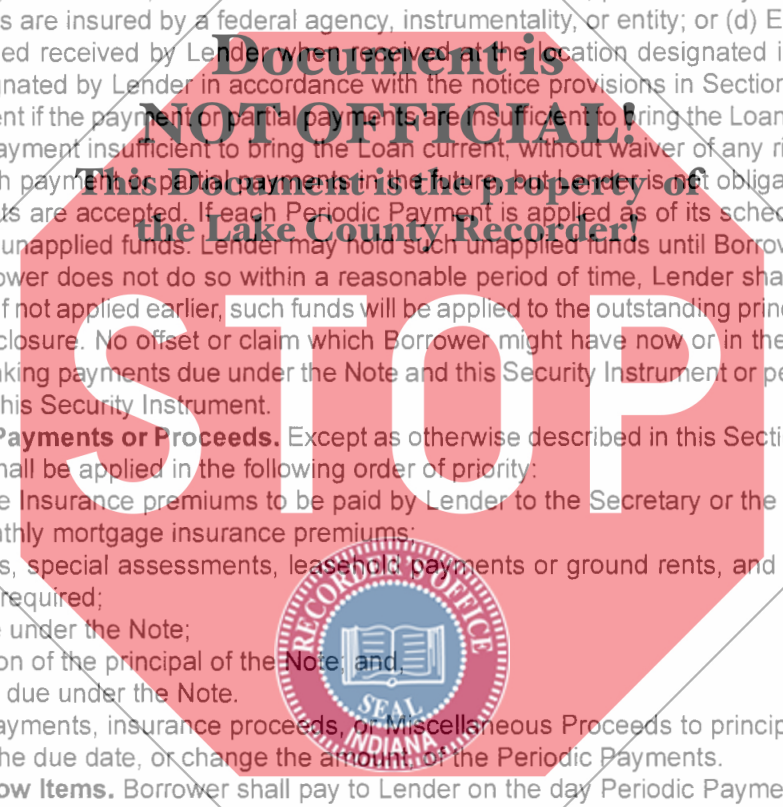 s are insured by a federal agency, instrumentality, or entity; or (d) E
Document is
ed received by Lender when received at the location designated i
gnated by Lender in accordance with the notice provisions in Section
NOT OFFICIAL!
ent if the payment or partial payments are insufficient to bring the Loan
ayment insufficient to bring the Loan current, without waiver of any ri
This Document is the property of
h payment or partial payments in the future, but Lender is not obliga
ts are accepted. If each Periodic Payment is applied as of its sched
the Lake County Recorder!
unapplied funds. Lender may hold such unapplied funds until Borrow
ower does not do so within a reasonable period of time, Lender sha
f not applied earlier, such funds will be applied to the outstanding princ
closure. No offset or claim which Borrower might have now or in the
STOP
king payments due under the Note and this Security Instrument or pe
his Security Instrument.
Payments or Proceeds. Except as otherwise described in this Secti
hall be applied in the following order of priority:
e Insurance premiums to be paid by Lender to the Secretary or the
nthly mortgage insurance premiums;
s, special assessments, leasehold payments or ground rents, and
required;
RECORDER'S OFFICE
e under the Note;
on of the principal of the Note; and,
due under the Note.
SEAL
ayments, insurance proceeds, or Miscellaneous Proceeds to princip
INDIANA
he due date, or change the amount, of the Periodic Payments.
ow Items. Borrower shall pay to Lender on the day Periodic Payme